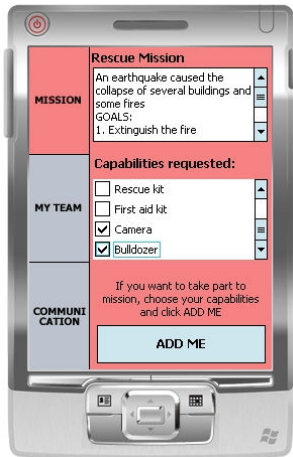 Rescue Mission
An earthquake caused the
collapse of several buildings and
some fires
GOALS:
1. Extinguish the fire
MISSION
Capabilities requested:
Rescue kit
First aid kit
Camera
Bulldozer
MY TEAM
If you want to take part to
mission, choose your capabilities
and click ADD ME
COMMUNI
CATION
ADD ME